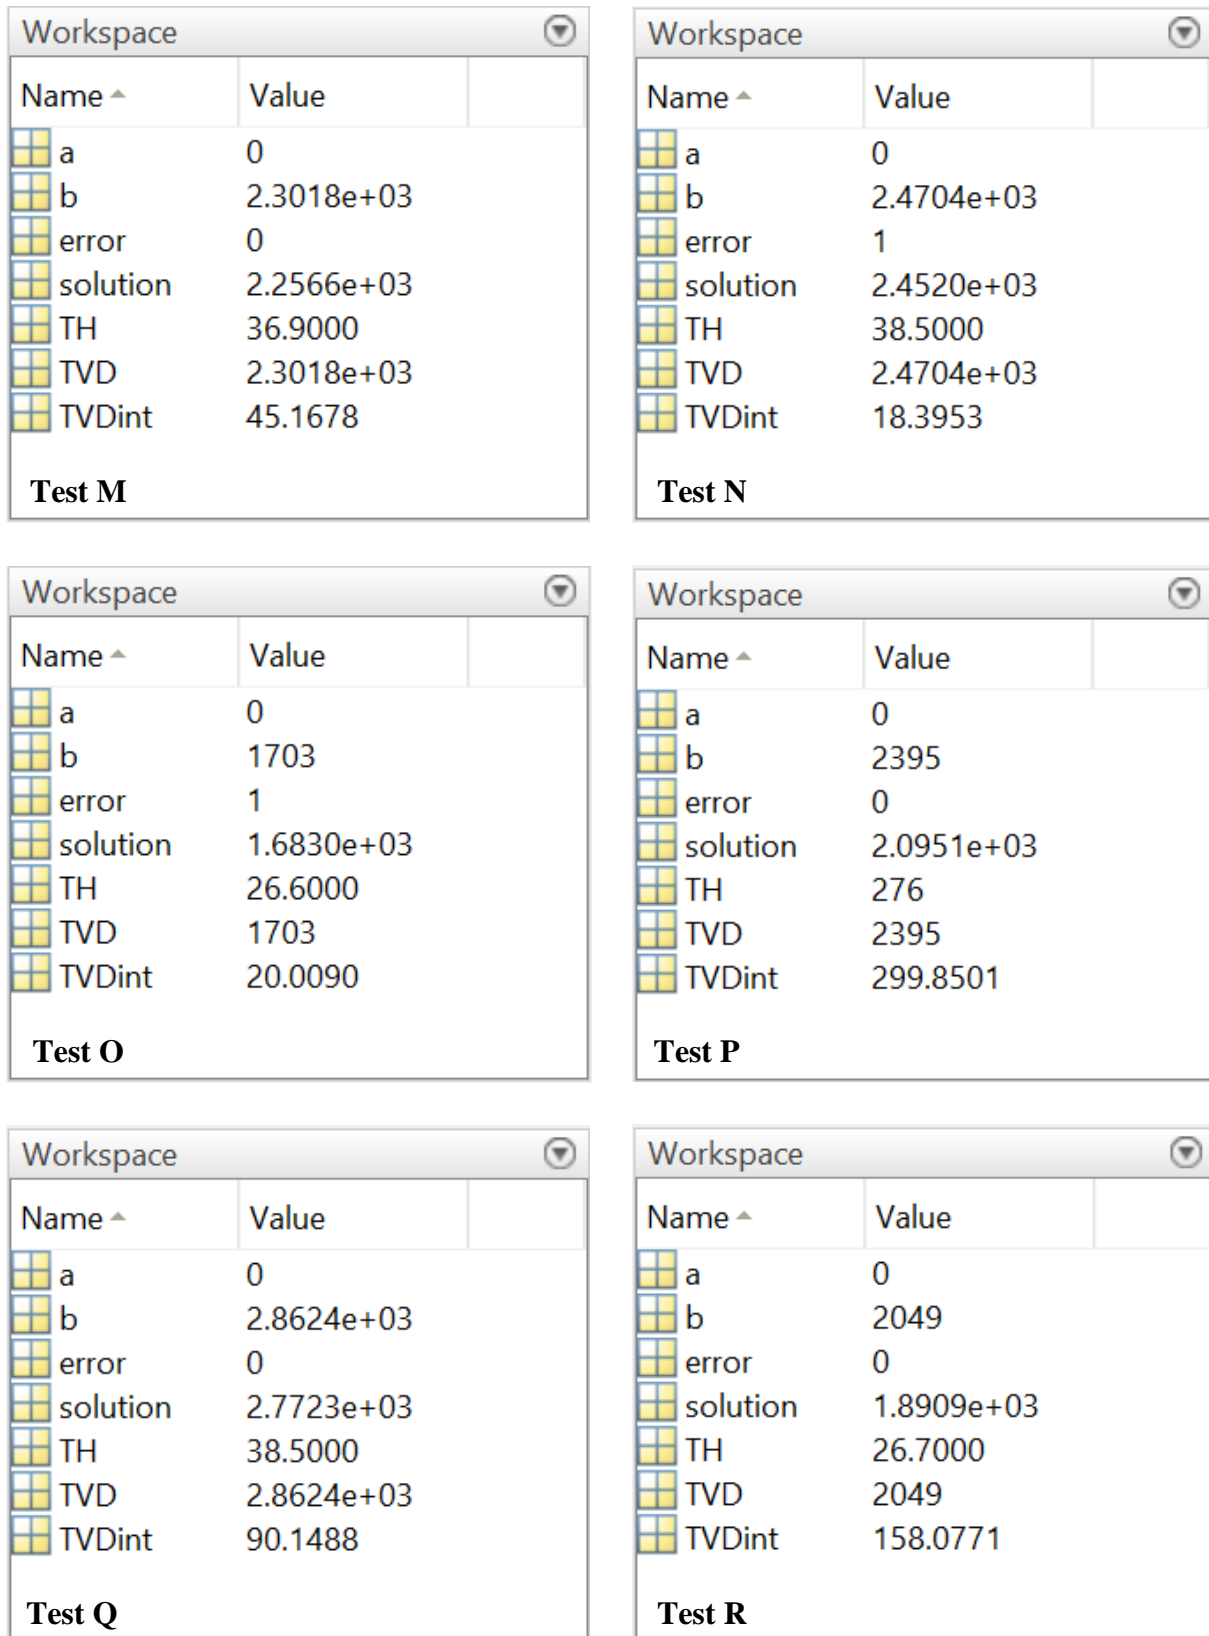 Workspace
Name Value
a 0
b 2.3018e+03
error 0
solution 2.2566e+03
TH 36.9000
TVD 2.3018e+03
TVDint 45.1678
Test M
Workspace
Name Value
a 0
b 2.4704e+03
error 1
solution 2.4520e+03
TH 38.5000
TVD 2.4704e+03
TVDint 18.3953
Test N
Workspace
Name Value
a 0
b 1703
error 1
solution 1.6830e+03
TH 26.6000
TVD 1703
TVDint 20.0090
Test O
Workspace
Name Value
a 0
b 2395
error 0
solution 2.0951e+03
TH 276
TVD 2395
TVDint 299.8501
Test P
Workspace
Name Value
a 0
b 2.8624e+03
error 0
solution 2.7723e+03
TH 38.5000
TVD 2.8624e+03
TVDint 90.1488
Test Q
Workspace
Name Value
a 0
b 2049
error 0
solution 1.8909e+03
TH 26.7000
TVD 2049
TVDint 158.0771
Test R